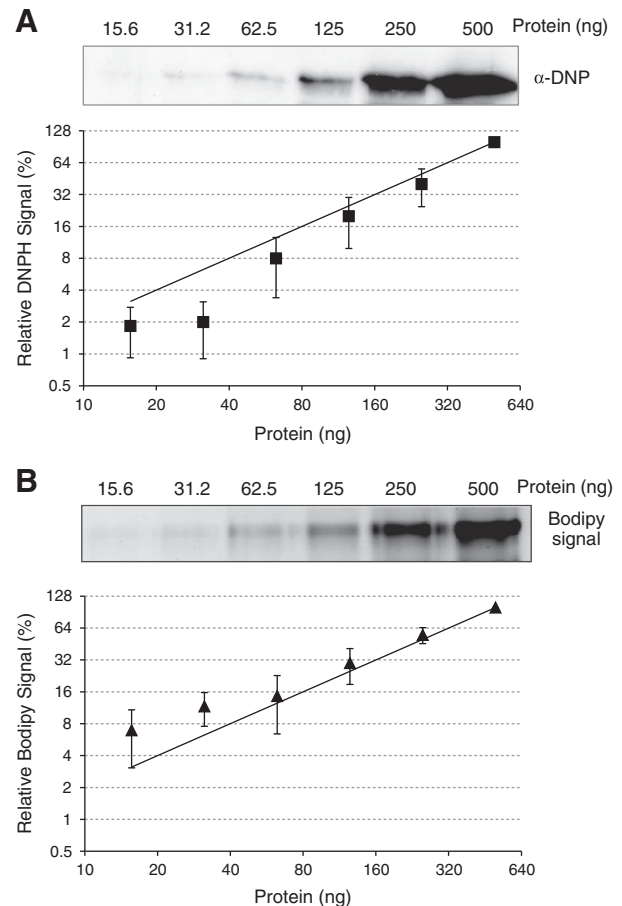 A
15.6 31.2 62.5 125 250 500 Protein (ng)
α-DNP
128
64
32
16
8
4
2
1
0.5
Relative DNPH Signal (%)
10 20 40 80 160 320 640
Protein (ng)
B
15.6 31.2 62.5 125 250 500 Protein (ng)
Bodipy
signal
128
64
32
16
8
4
2
1
0.5
Relative Bodipy Signal (%)
10 20 40 80 160 320 640
Protein (ng)